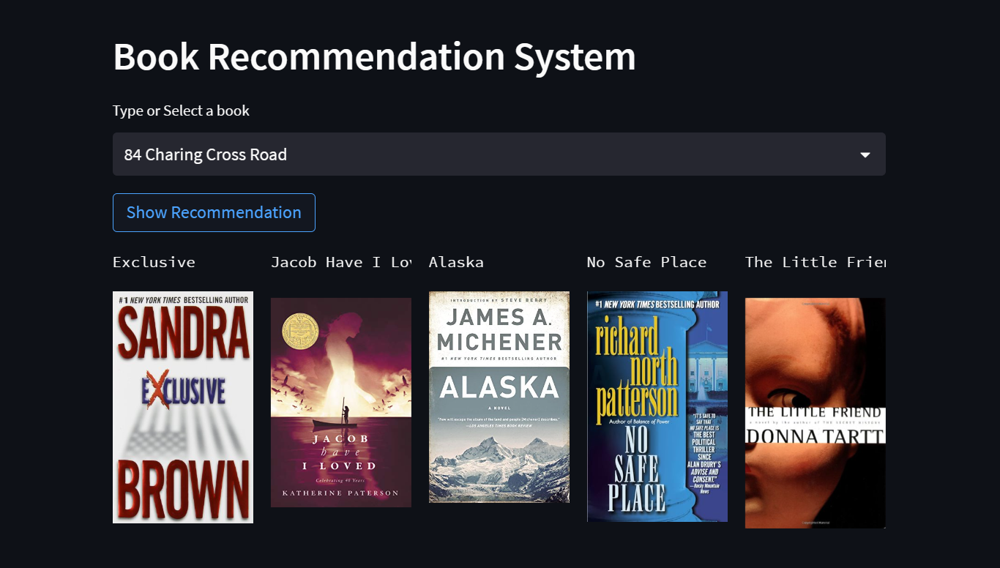 Book Recommendation System
Type or Select a book
84 Charing Cross Road
Show Recommendation
Exclusive
Jacob Have I Lov
Alaska
No Safe Place
The Little Frien
#1 NEW YORK TIMES BESTSELLING AUTHOR
SANDRA
EXCLUSIVE
BROWN
JACOB
have
I LOVED
Celebrating 40 Years
KATHERINE PATERSON
INTRODUCTION BY STEVE BERRY
JAMES A.
MICHENER
#1 NEW YORK TIMES BESTSELLING AUTHOR
ALASKA
A NOVEL
"Few will escape the allure of the land and people [Michener] describes."
—LOS ANGELES TIMES BOOK REVIEW
#1 NEW YORK TIMES BESTSELLING AUTHOR
richard
north
patterson
Author of Balance of Power
NO
SAFE
PLACE
"IT'S SAFE TO
SAY THAT
NO SAFE PLACE IS
THE BEST
POLITICAL
THRILLER
SINCE
ALAN DRURY'S
ADVISE AND
CONSENT."
—Rocky Mountain
News
THE LITTLE FRIEND
a novel by the author of THE SECRET HISTORY
DONNA TARTT